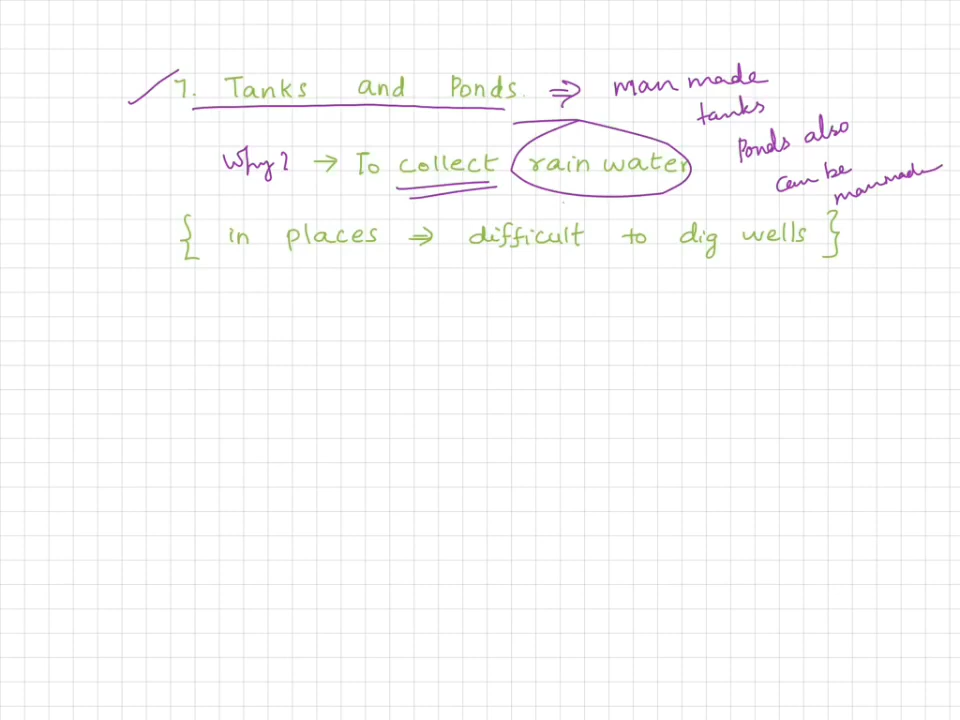 7. Tanks and Ponds ⇒ man made
tanks
Ponds also
can be
manmade
Why? → To collect rain water
{ in places ⇒ difficult to dig wells }